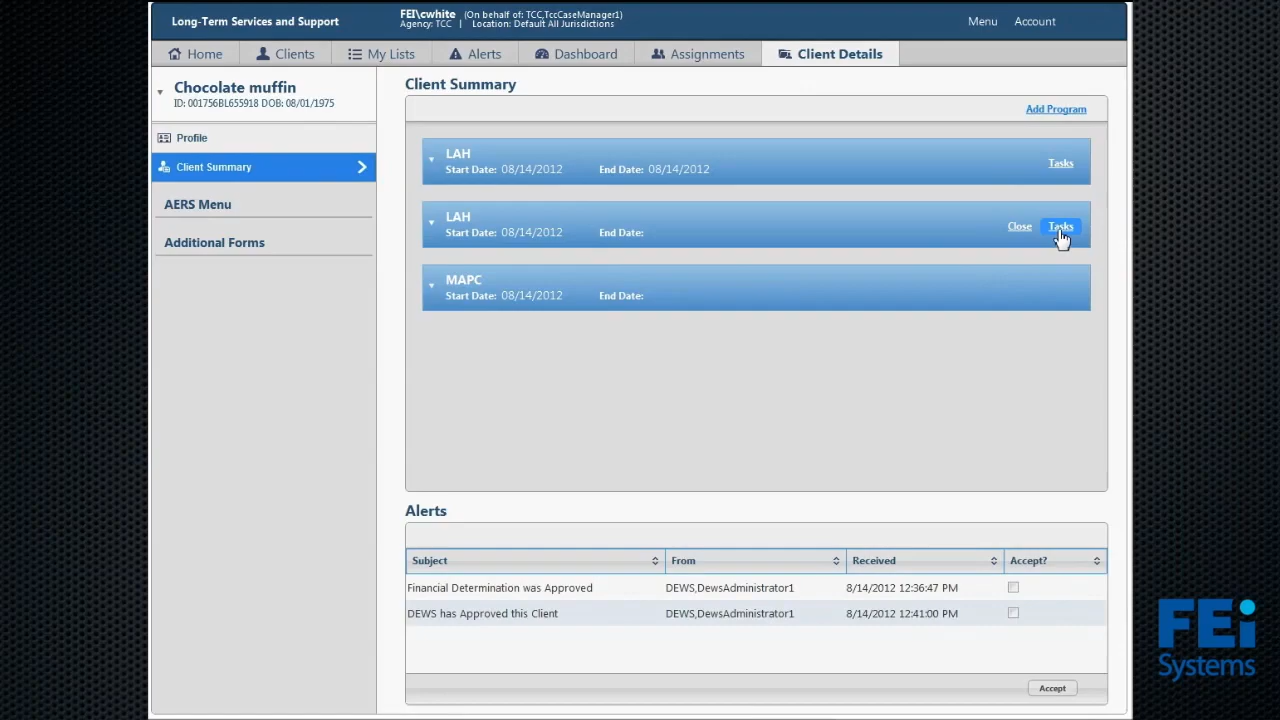 Long-Term Services and Support
FEI\cwhite (On behalf of: TCC,TccCaseManager1)
Agency: TCC | Location: Default All Jurisdictions
Menu Account
Home Clients My Lists Alerts Dashboard Assignments Client Details
Chocolate muffin
ID: 001756BL655918 DOB: 08/01/1975
Profile
Client Summary
AERS Menu
Additional Forms
Client Summary
Add Program
LAH
Start Date: 08/14/2012 End Date: 08/14/2012
Tasks
LAH
Start Date: 08/14/2012 End Date:
Close Tasks
MAPC
Start Date: 08/14/2012 End Date:
Alerts
Subject From Received Accept?
Financial Determination was Approved DEWS,DewsAdministrator1 8/14/2012 12:36:47 PM
DEWS has Approved this Client DEWS,DewsAdministrator1 8/14/2012 12:41:00 PM
Accept
FEi
Systems